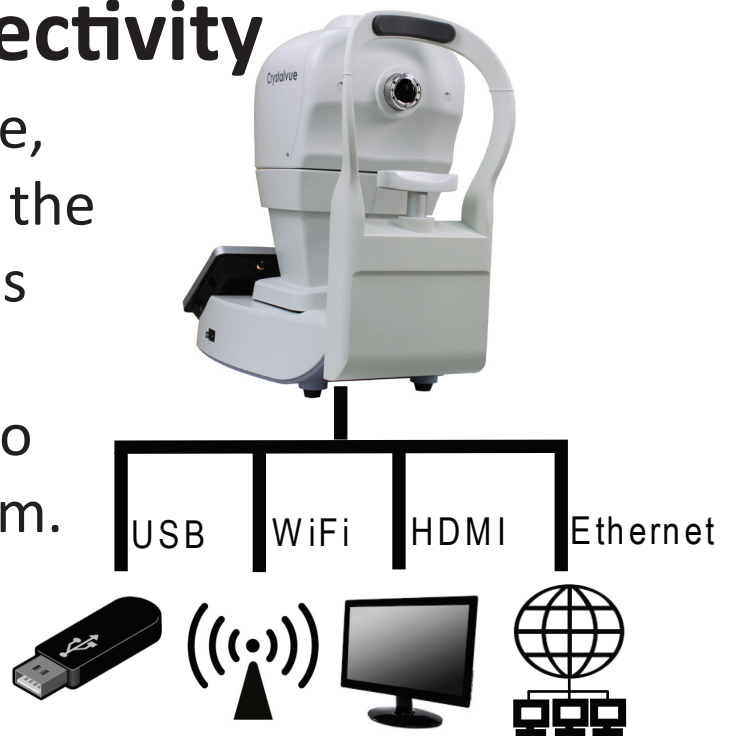 ectivity
Crystalvue
e,
the
s
o
m.
USB
WiFi
HDMI
Ethernet